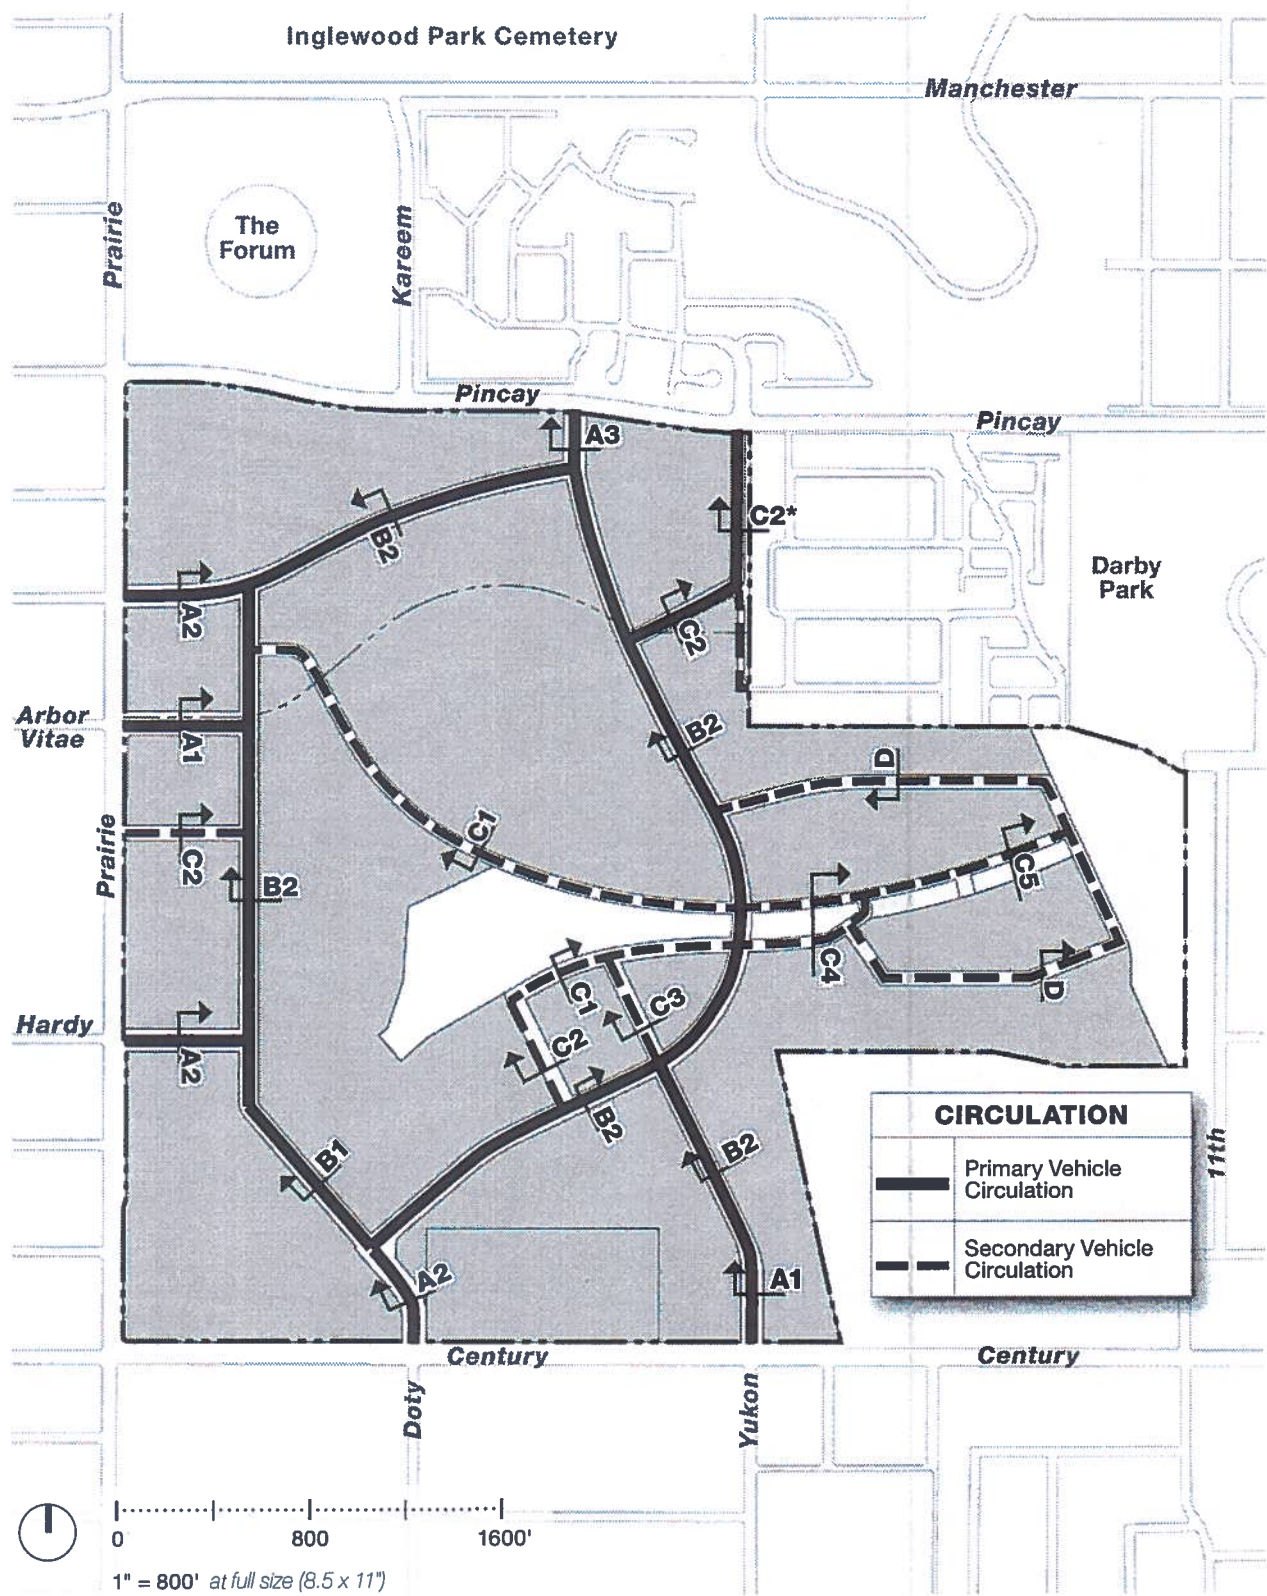 Inglewood Park Cemetery
Manchester
Prairie
The
Forum
Kareem
Pincay
Pincay
A3
B2
C2*
Darby
Park
A2
C2
Arbor
Vitae
A1
B2
D
Prairie
C2
C1
B2
C5
C4
Hardy
A2
C1
C3
D
C2
B2
B1
B2
A2
A1
CIRCULATION
Primary Vehicle
Circulation
Secondary Vehicle
Circulation
11th
Century
Century
Doty
Yukon
0 800 1600'
1" = 800' at full size (8.5 x 11")